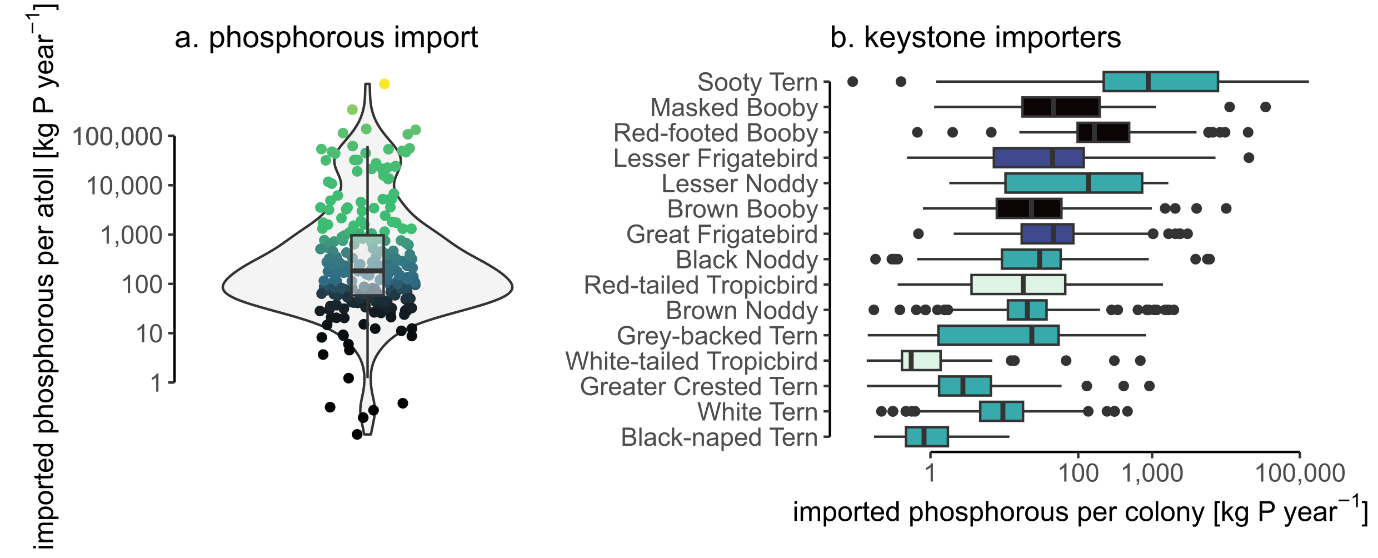 a. phosphorous import
imported phosphorous per atoll [kg P year⁻¹]
100,000
10,000
1,000
100
10
1
b. keystone importers
Sooty Tern
Masked Booby
Red-footed Booby
Lesser Frigatebird
Lesser Noddy
Brown Booby
Great Frigatebird
Black Noddy
Red-tailed Tropicbird
Brown Noddy
Grey-backed Tern
White-tailed Tropicbird
Greater Crested Tern
White Tern
Black-naped Tern
1 100 1,000 100,000
imported phosphorous per colony [kg P year⁻¹]